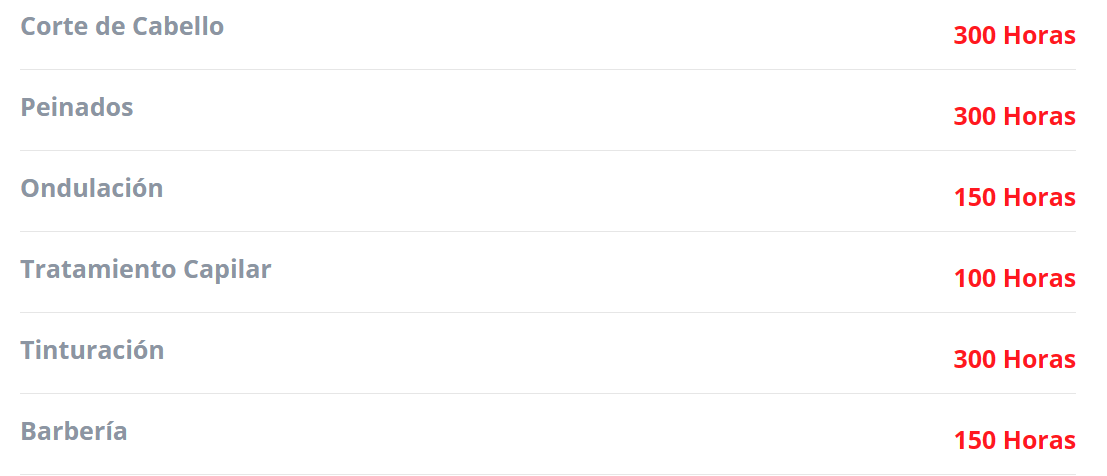 Corte de Cabello
300 Horas
Peinados
300 Horas
Ondulación
150 Horas
Tratamiento Capilar
100 Horas
Tinturación
300 Horas
Barbería
150 Horas